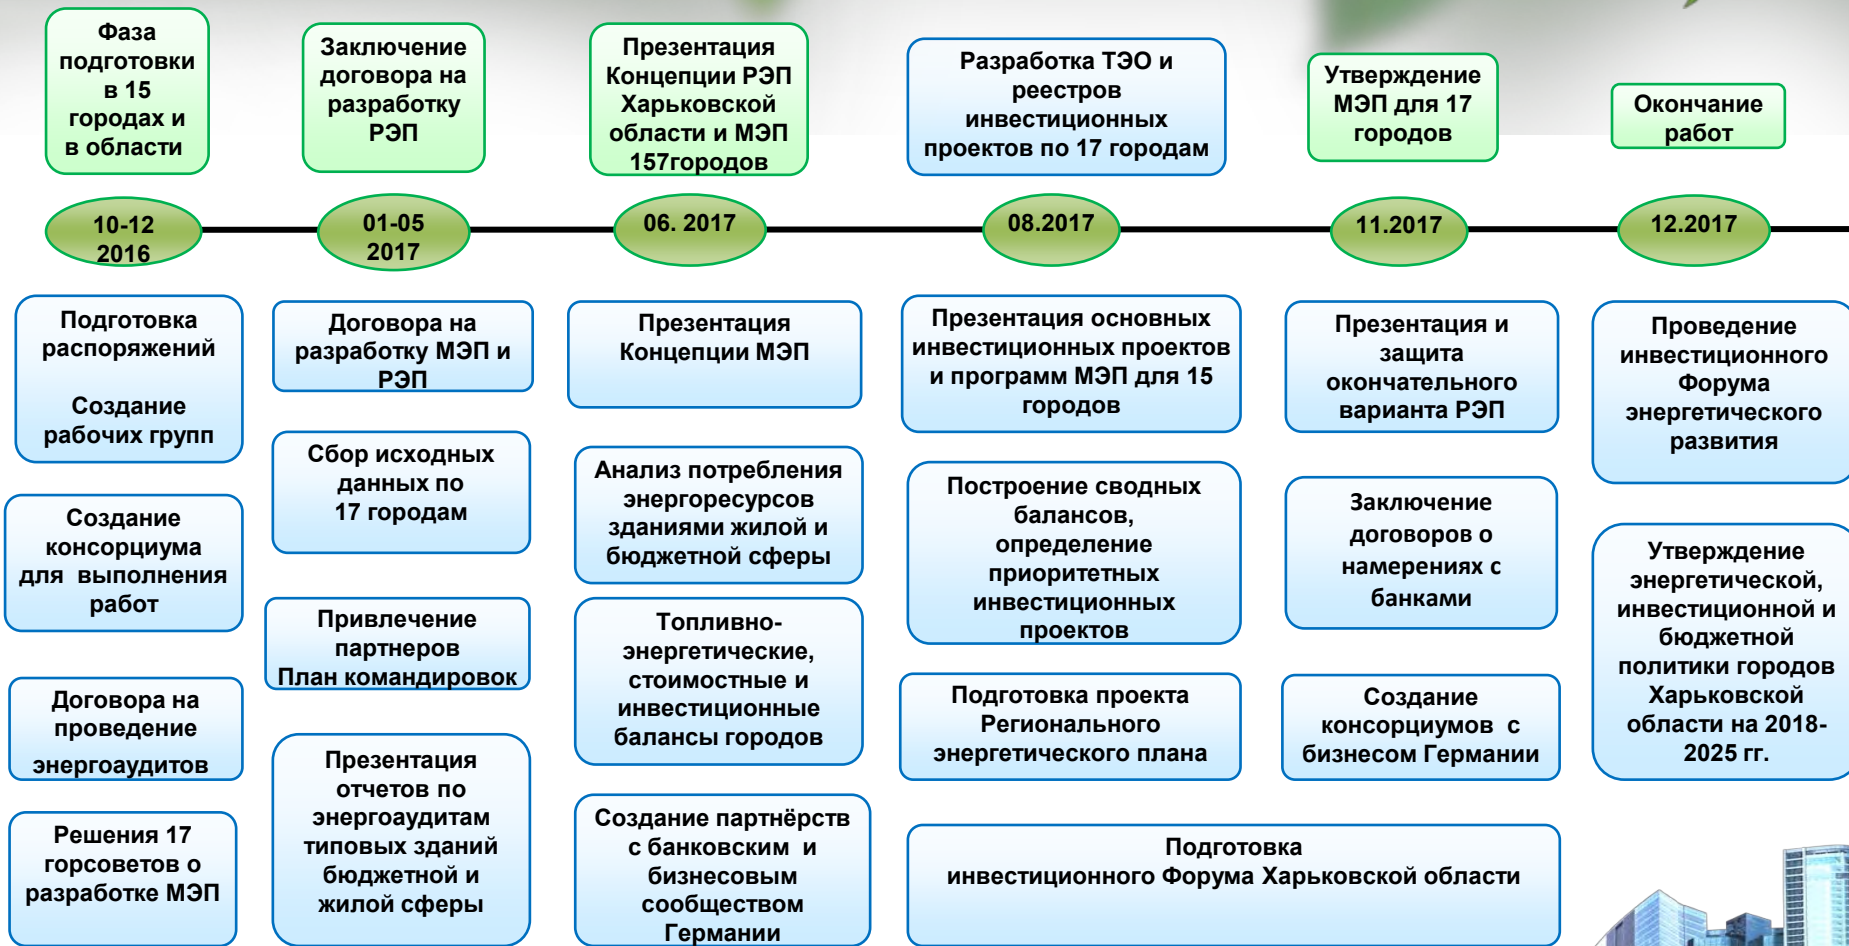 Фаза
подготовки
в 15
городах и
в области
Заключение
договора на
разработку
РЭП
Презентация
Концепции РЭП
Харьковской
области и МЭП
157городов
Разработка ТЭО и
реестров
инвестиционных
проектов по 17 городам
Утверждение
МЭП для 17
городов
Окончание
работ
10-12
2016
01-05
2017
06. 2017
08.2017
11.2017
12.2017
Подготовка
распоряжений
Создание
рабочих групп
Создание
консорциума
для выполнения
работ
Договора на
проведение
энергоаудитов
Решения 17
горсоветов о
разработке МЭП
Договора на
разработку МЭП и
РЭП
Сбор исходных
данных по
17 городам
Привлечение
партнеров
План командировок
Презентация
отчетов по
энергоаудитам
типовых зданий
бюджетной и
жилой сферы
Презентация
Концепции МЭП
Анализ потребления
энергоресурсов
зданиями жилой и
бюджетной сферы
Топливно-
энергетические,
стоимостные и
инвестиционные
балансы городов
Создание партнёрств
с банковским и
бизнесовым
сообществом
Германии
Презентация основных
инвестиционных проектов
и программ МЭП для 15
городов
Построение сводных
балансов,
определение
приоритетных
инвестиционных
проектов
Подготовка проекта
Регионального
энергетического плана
Подготовка
инвестиционного Форума Харьковской области
Презентация и
защита
окончательного
варианта РЭП
Заключение
договоров о
намерениях с
банками
Создание
консорциумов с
бизнесом Германии
Проведение
инвестиционного
Форума
энергетического
развития
Утверждение
энергетической,
инвестиционной и
бюджетной
политики городов
Харьковской
области на 2018-
2025 гг.